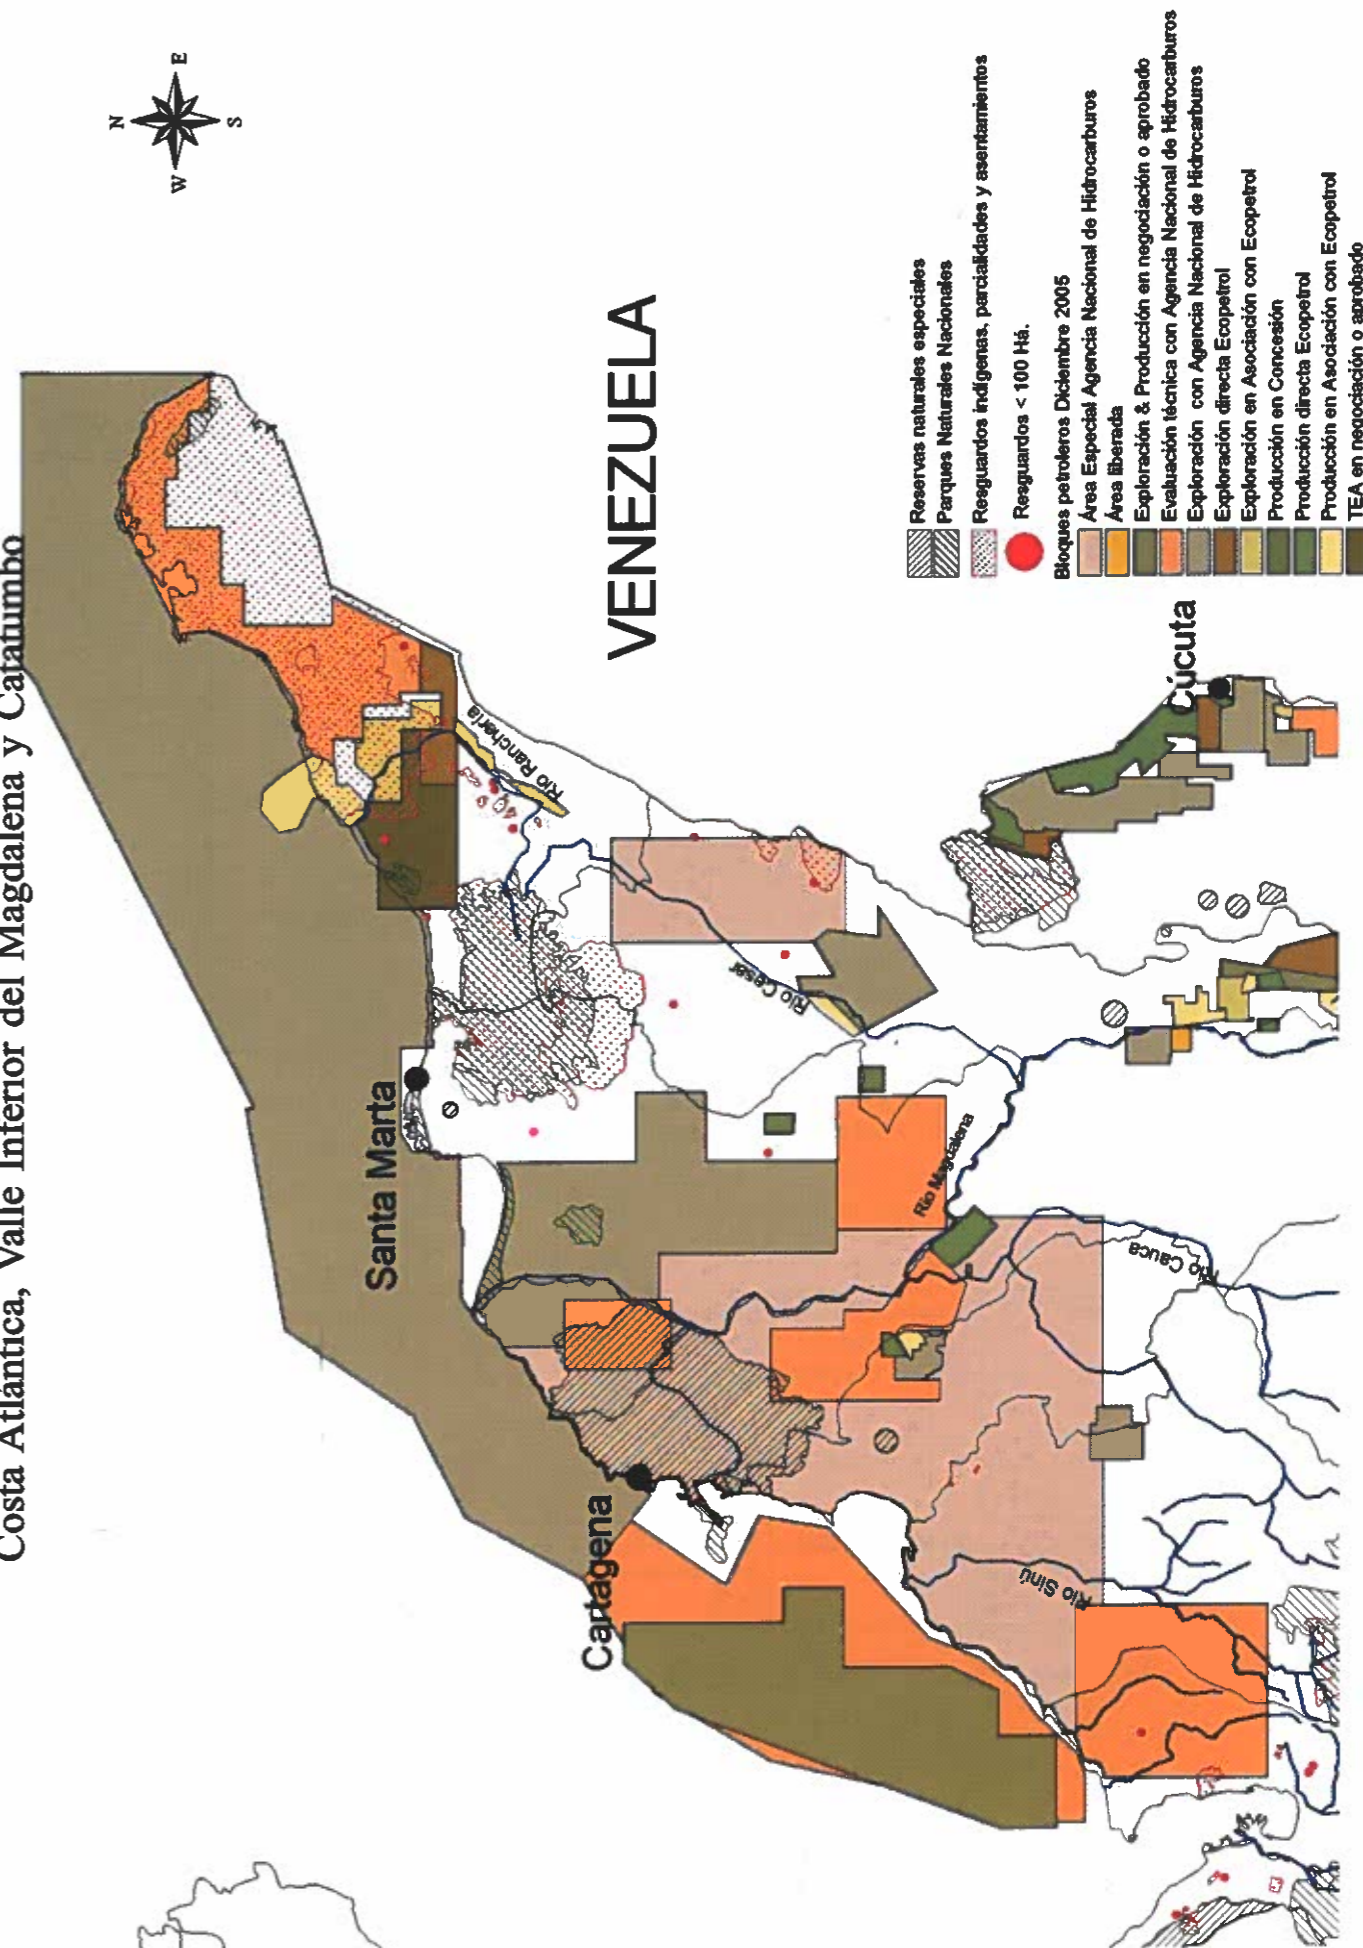 Costa Atlántica, Valle Inferior del Magdalena y Catatumbo
N
W
E
S
VENEZUELA
Santa Marta
Cartagena
Cúcuta
Río Ranchería
Río Cesar
Río Magdalena
Río Cauca
Río Sinú
Reservas naturales especiales
Parques Naturales Nacionales
Resguardos indígenas, parcialidades y asentamientos
Resguardos < 100 Há.
Bloques petroleros Diciembre 2005
Área Especial Agencia Nacional de Hidrocarburos
Área liberada
Exploración & Producción en negociación o aprobado
Evaluación técnica con Agencia Nacional de Hidrocarburos
Exploración con Agencia Nacional de Hidrocarburos
Exploración directa Ecopetrol
Exploración en Asociación con Ecopetrol
Producción en Concesión
Producción directa Ecopetrol
Producción en Asociación con Ecopetrol
TEA en negociación o aprobado